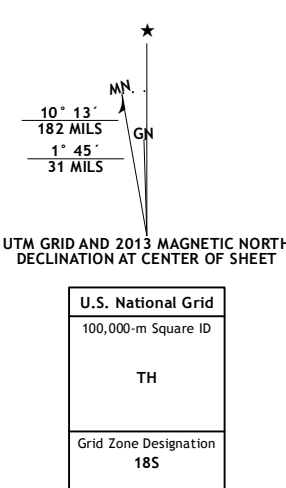 ★
MN
GN
10° 13´
182 MILS
1° 45´
31 MILS
UTM GRID AND 2013 MAGNETIC NORTH
DECLINATION AT CENTER OF SHEET
U.S. National Grid
100,000-m Square ID
TH
Grid Zone Designation
18S